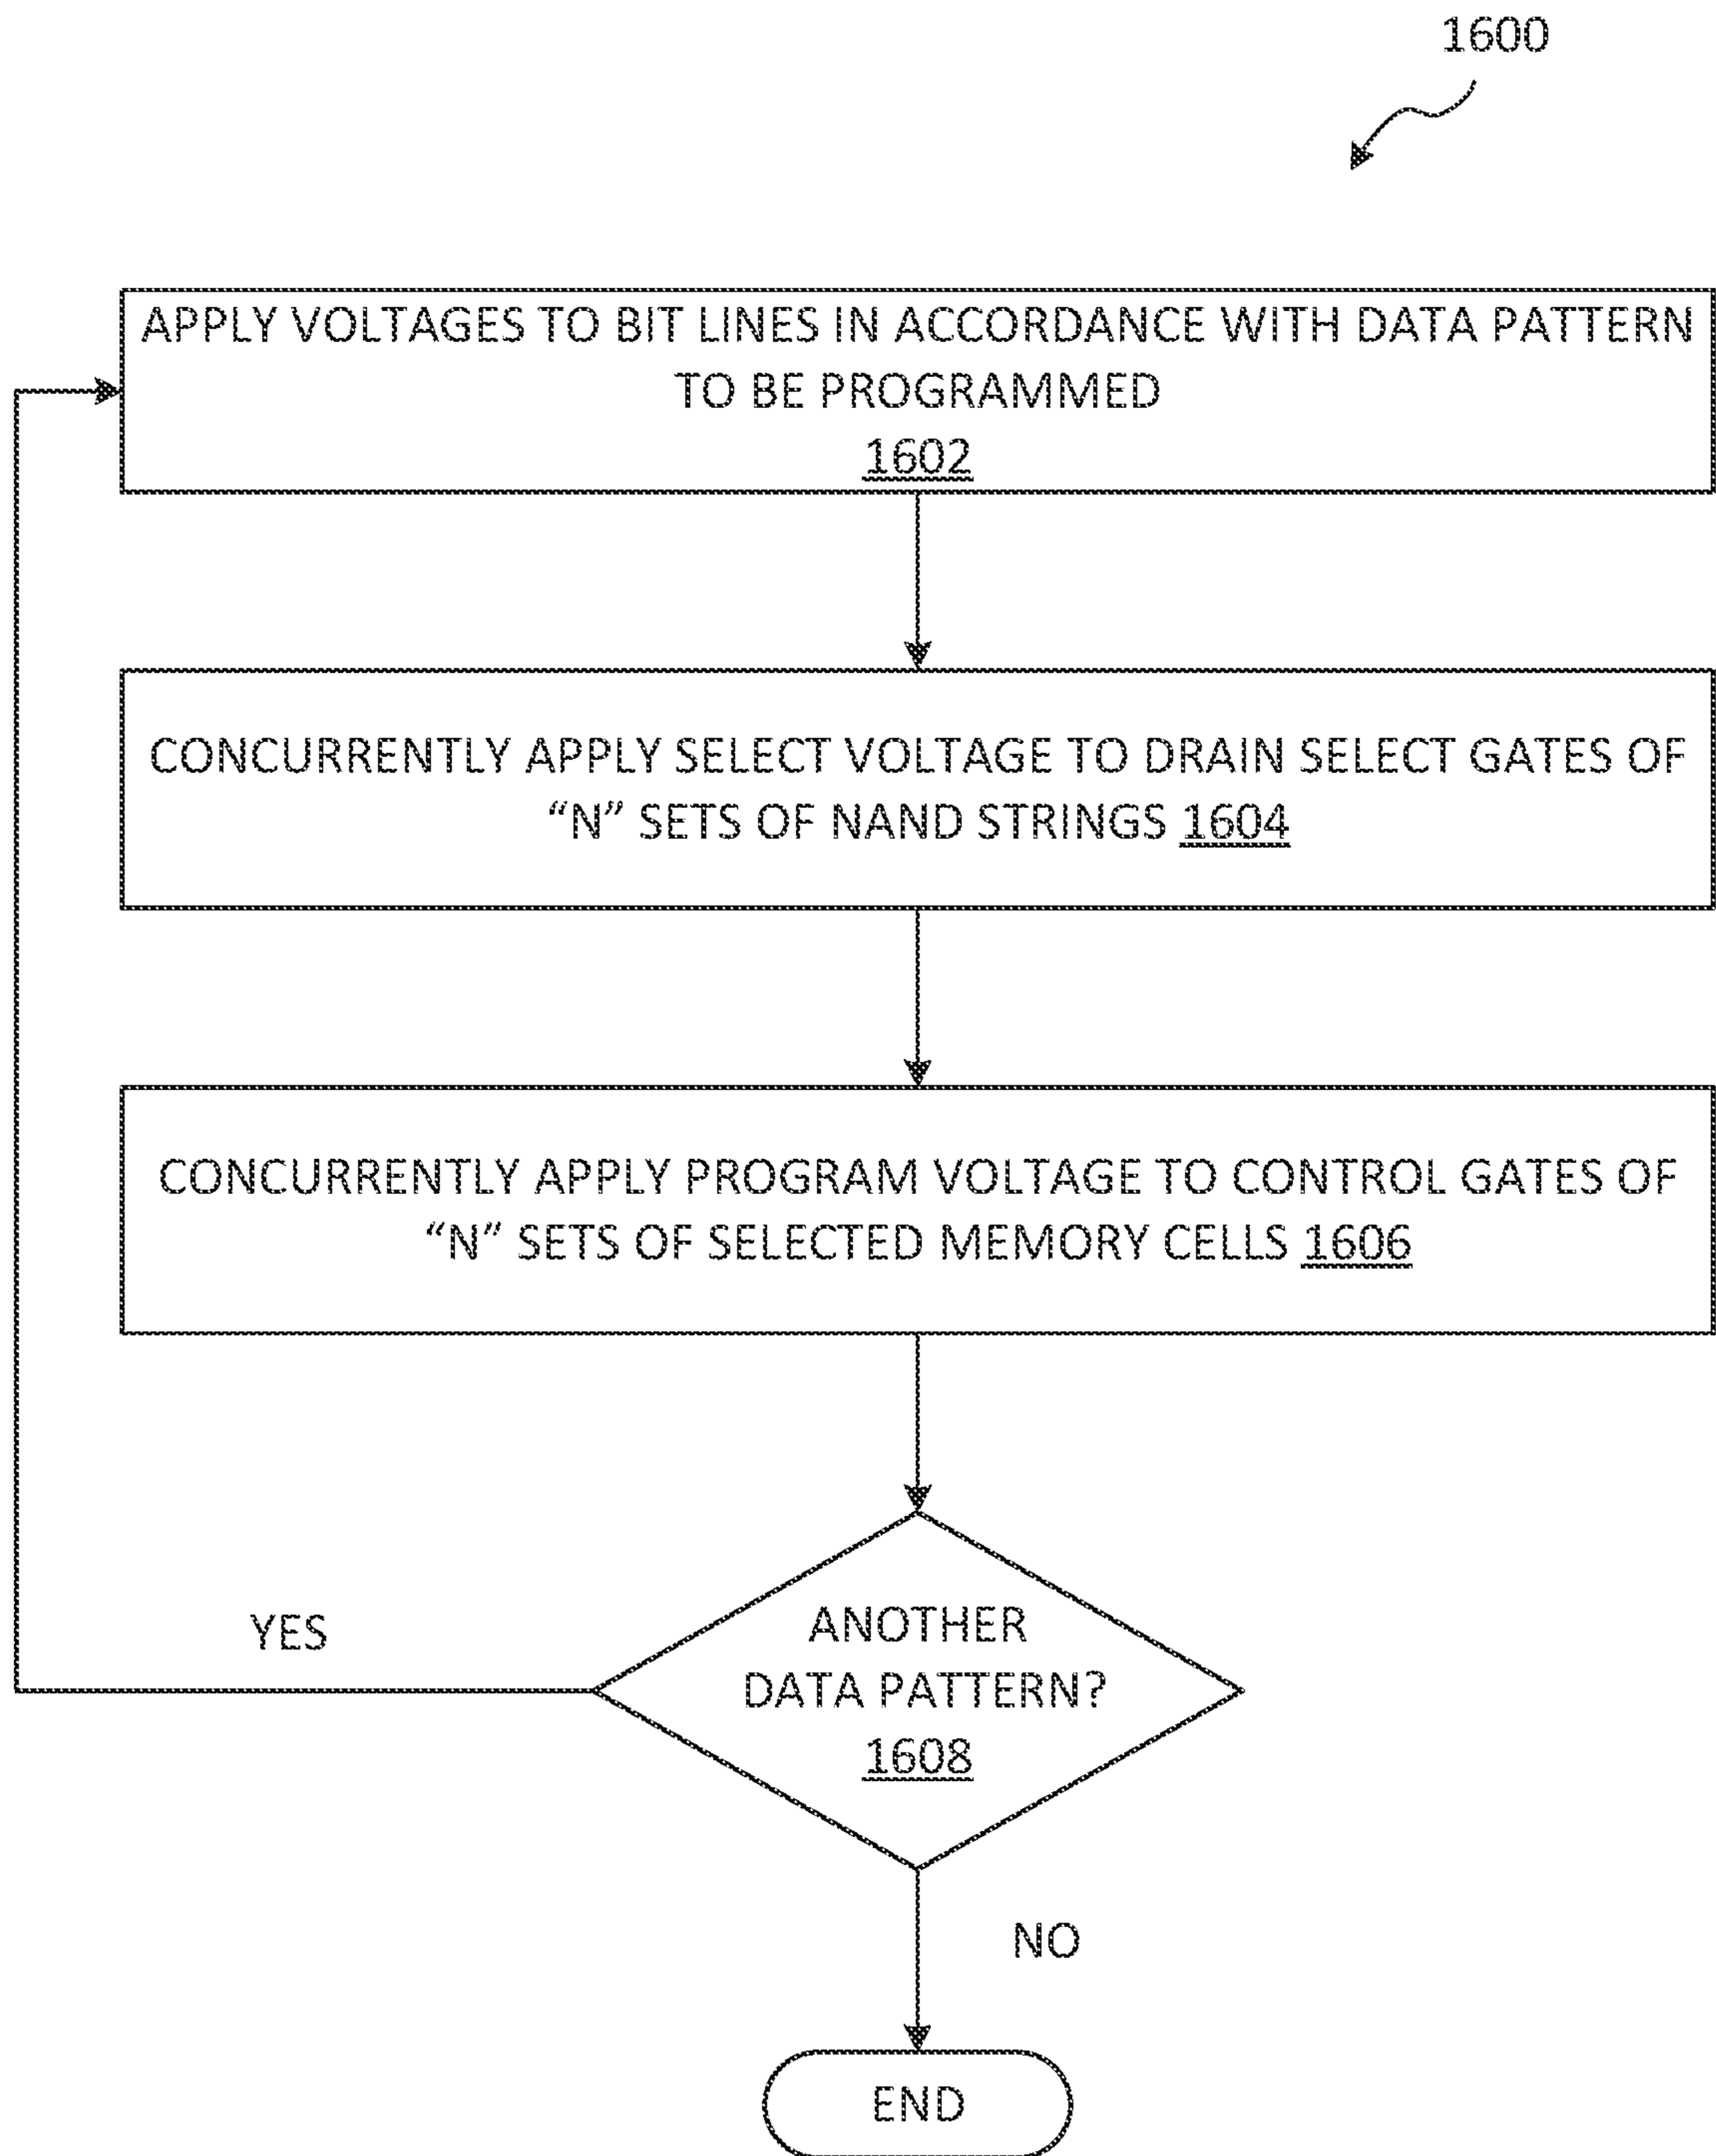 1600
APPLY VOLTAGES TO BIT LINES IN ACCORDANCE WITH DATA PATTERN
TO BE PROGRAMMED
1602
CONCURRENTLY APPLY SELECT VOLTAGE TO DRAIN SELECT GATES OF
“N” SETS OF NAND STRINGS 1604
CONCURRENTLY APPLY PROGRAM VOLTAGE TO CONTROL GATES OF
“N” SETS OF SELECTED MEMORY CELLS 1606
ANOTHER
DATA PATTERN?
1608
YES
NO
END